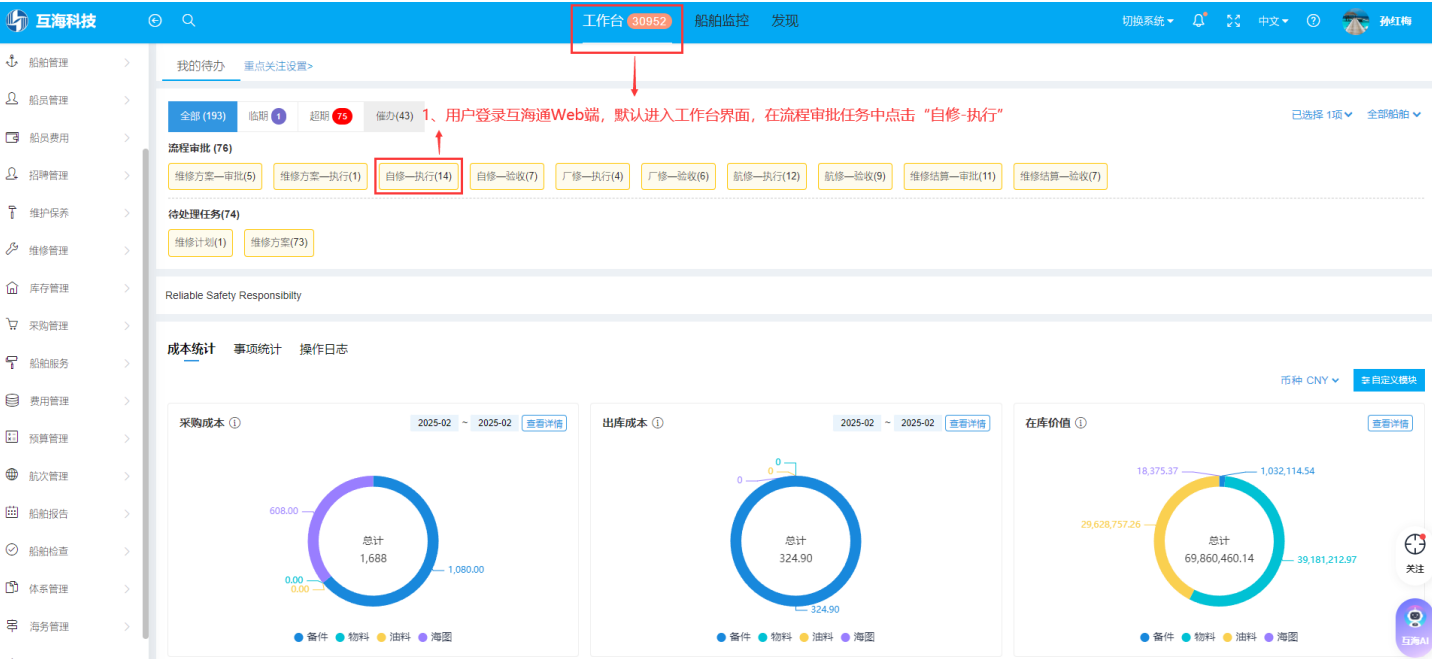 互海科技
工作台 30952 船舶监控 发现
切换系统 中文 孙红梅
船舶管理
船员管理
船员费用
招聘管理
维护保养
维修管理
库存管理
采购管理
船舶服务
费用管理
预算管理
航次管理
船舶报告
船舶检查
体系管理
海务管理
我的待办 重点关注设置>
全部 (193) 临期 1 超期 75 催办(43)
1、用户登录互海通Web端，默认进入工作台界面，在流程审批任务中点击“自修-执行”
已选择 1项 全部船舶
流程审批 (76)
维修方案—审批(5) 维修方案—执行(1) 自修—执行(14) 自修—验收(7) 厂修—执行(4) 厂修—验收(6) 航修—执行(12) 航修—验收(9) 维修结算—审批(11) 维修结算—验收(7)
待处理任务(74)
维修计划(1) 维修方案(73)
Reliable Safety Responsibilty
成本统计 事项统计 操作日志
币种 CNY 自定义模块
采购成本 2025-02 ~ 2025-02 查看详情
608.00
总计
1,688
1,080.00
0.00
0.00
备件 物料 油料 海图
出库成本 2025-02 ~ 2025-02 查看详情
0
0
0
总计
324.90
324.90
备件 物料 油料 海图
在库价值 查看详情
18,375.37 1,032,114.54
29,628,757.26
总计
69,860,460.14
39,181,212.97
备件 物料 油料 海图
关注
互海AI